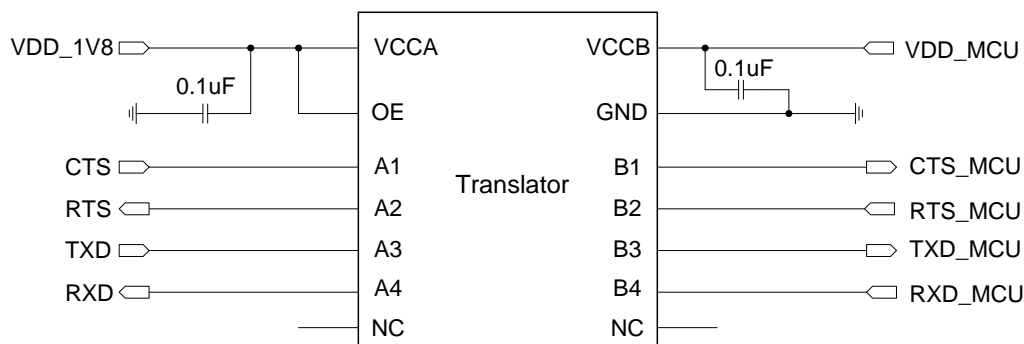 VDD_1V8 VCCA VCCB VDD_MCU
0.1uF 0.1uF
OE GND
CTS A1 B1 CTS_MCU
Translator
RTS A2 B2 RTS_MCU
TXD A3 B3 TXD_MCU
RXD A4 B4 RXD_MCU
NC NC